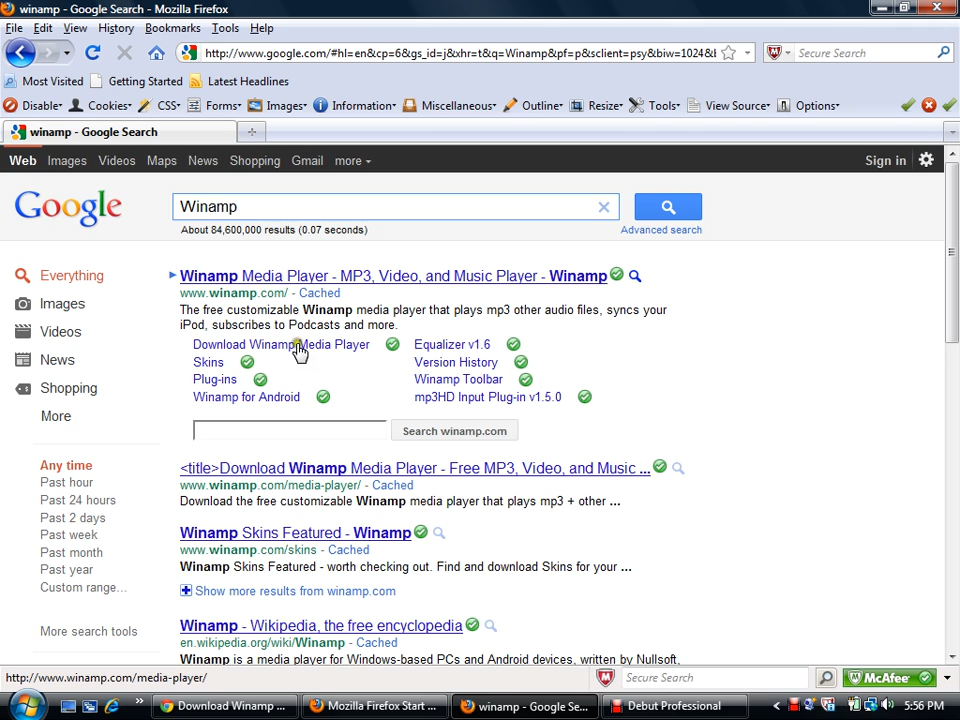 winamp - Google Search - Mozilla Firefox
File Edit View History Bookmarks Tools Help
http://www.google.com/#hl=en&cp=6&gs_id=j&xhr=t&q=Winamp&pf=p&sclient=psy&biw=1024&l
Secure Search
Most Visited Getting Started Latest Headlines
Disable Cookies CSS Forms Images Information Miscellaneous Outline Resize Tools View Source Options
winamp - Google Search
Web Images Videos Maps News Shopping Gmail more Sign in
Google
Winamp
About 84,600,000 results (0.07 seconds) Advanced search
Everything
Images
Videos
News
Shopping
More
Any time
Past hour
Past 24 hours
Past 2 days
Past week
Past month
Past year
Custom range...
More search tools
Winamp Media Player - MP3, Video, and Music Player - Winamp
www.winamp.com/ - Cached
The free customizable Winamp media player that plays mp3 other audio files, syncs your
iPod, subscribes to Podcasts and more.
Download Winamp Media Player Equalizer v1.6
Skins Version History
Plug-ins Winamp Toolbar
Winamp for Android mp3HD Input Plug-in v1.5.0
Search winamp.com
<title>Download Winamp Media Player - Free MP3, Video, and Music ...
www.winamp.com/media-player/ - Cached
Download the free customizable Winamp media player that plays mp3 + other ...
Winamp Skins Featured - Winamp
www.winamp.com/skins - Cached
Winamp Skins Featured - worth checking out. Find and download Skins for your ...
Show more results from winamp.com
Winamp - Wikipedia, the free encyclopedia
en.wikipedia.org/wiki/Winamp - Cached
Winamp is a media player for Windows-based PCs and Android devices, written by Nullsoft,
http://www.winamp.com/media-player/
Secure Search
McAfee
Download Winamp ... Mozilla Firefox Start ... winamp - Google Se... Debut Professional 5:56 PM